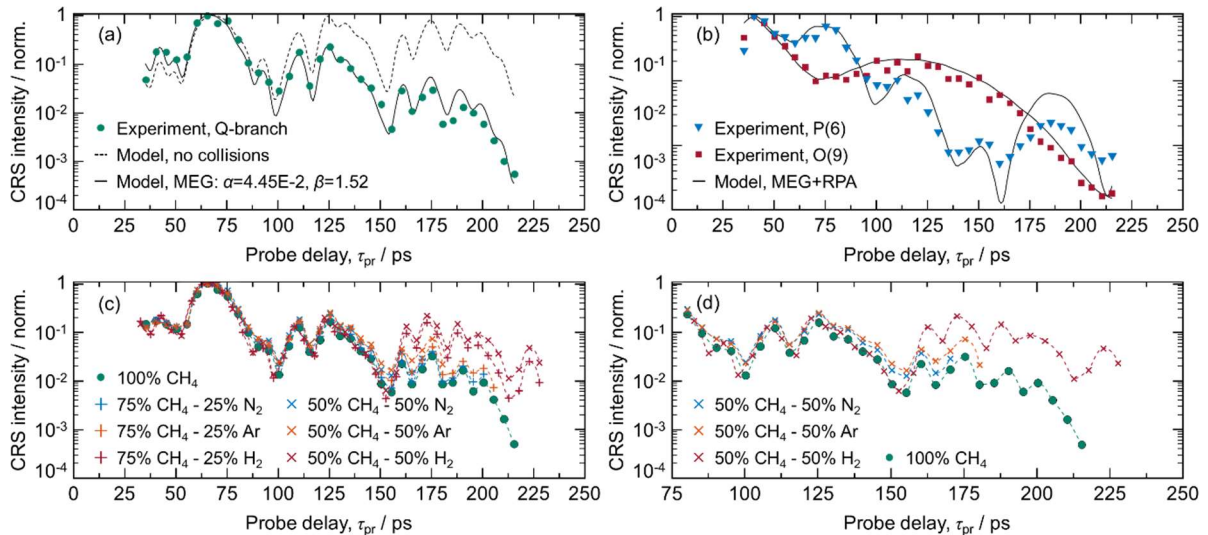 (a)
CRS intensity / norm.
1
10-1
10-2
10-3
10-4
Experiment, Q-branch
Model, no collisions
Model, MEG: α=4.45E-2, β=1.52
0 25 50 75 100 125 150 175 200 225 250
Probe delay, τpr / ps
(b)
CRS intensity / norm.
1
10-1
10-2
10-3
10-4
Experiment, P(6)
Experiment, O(9)
Model, MEG+RPA
0 25 50 75 100 125 150 175 200 225 250
Probe delay, τpr / ps
(c)
CRS intensity / norm.
1
10-1
10-2
10-3
10-4
100% CH4
75% CH4 - 25% N2 50% CH4 - 50% N2
75% CH4 - 25% Ar 50% CH4 - 50% Ar
75% CH4 - 25% H2 50% CH4 - 50% H2
0 25 50 75 100 125 150 175 200 225 250
Probe delay, τpr / ps
(d)
CRS intensity / norm.
1
10-1
10-2
10-3
10-4
50% CH4 - 50% N2
50% CH4 - 50% Ar
50% CH4 - 50% H2 100% CH4
75 100 125 150 175 200 225 250
Probe delay, τpr / ps